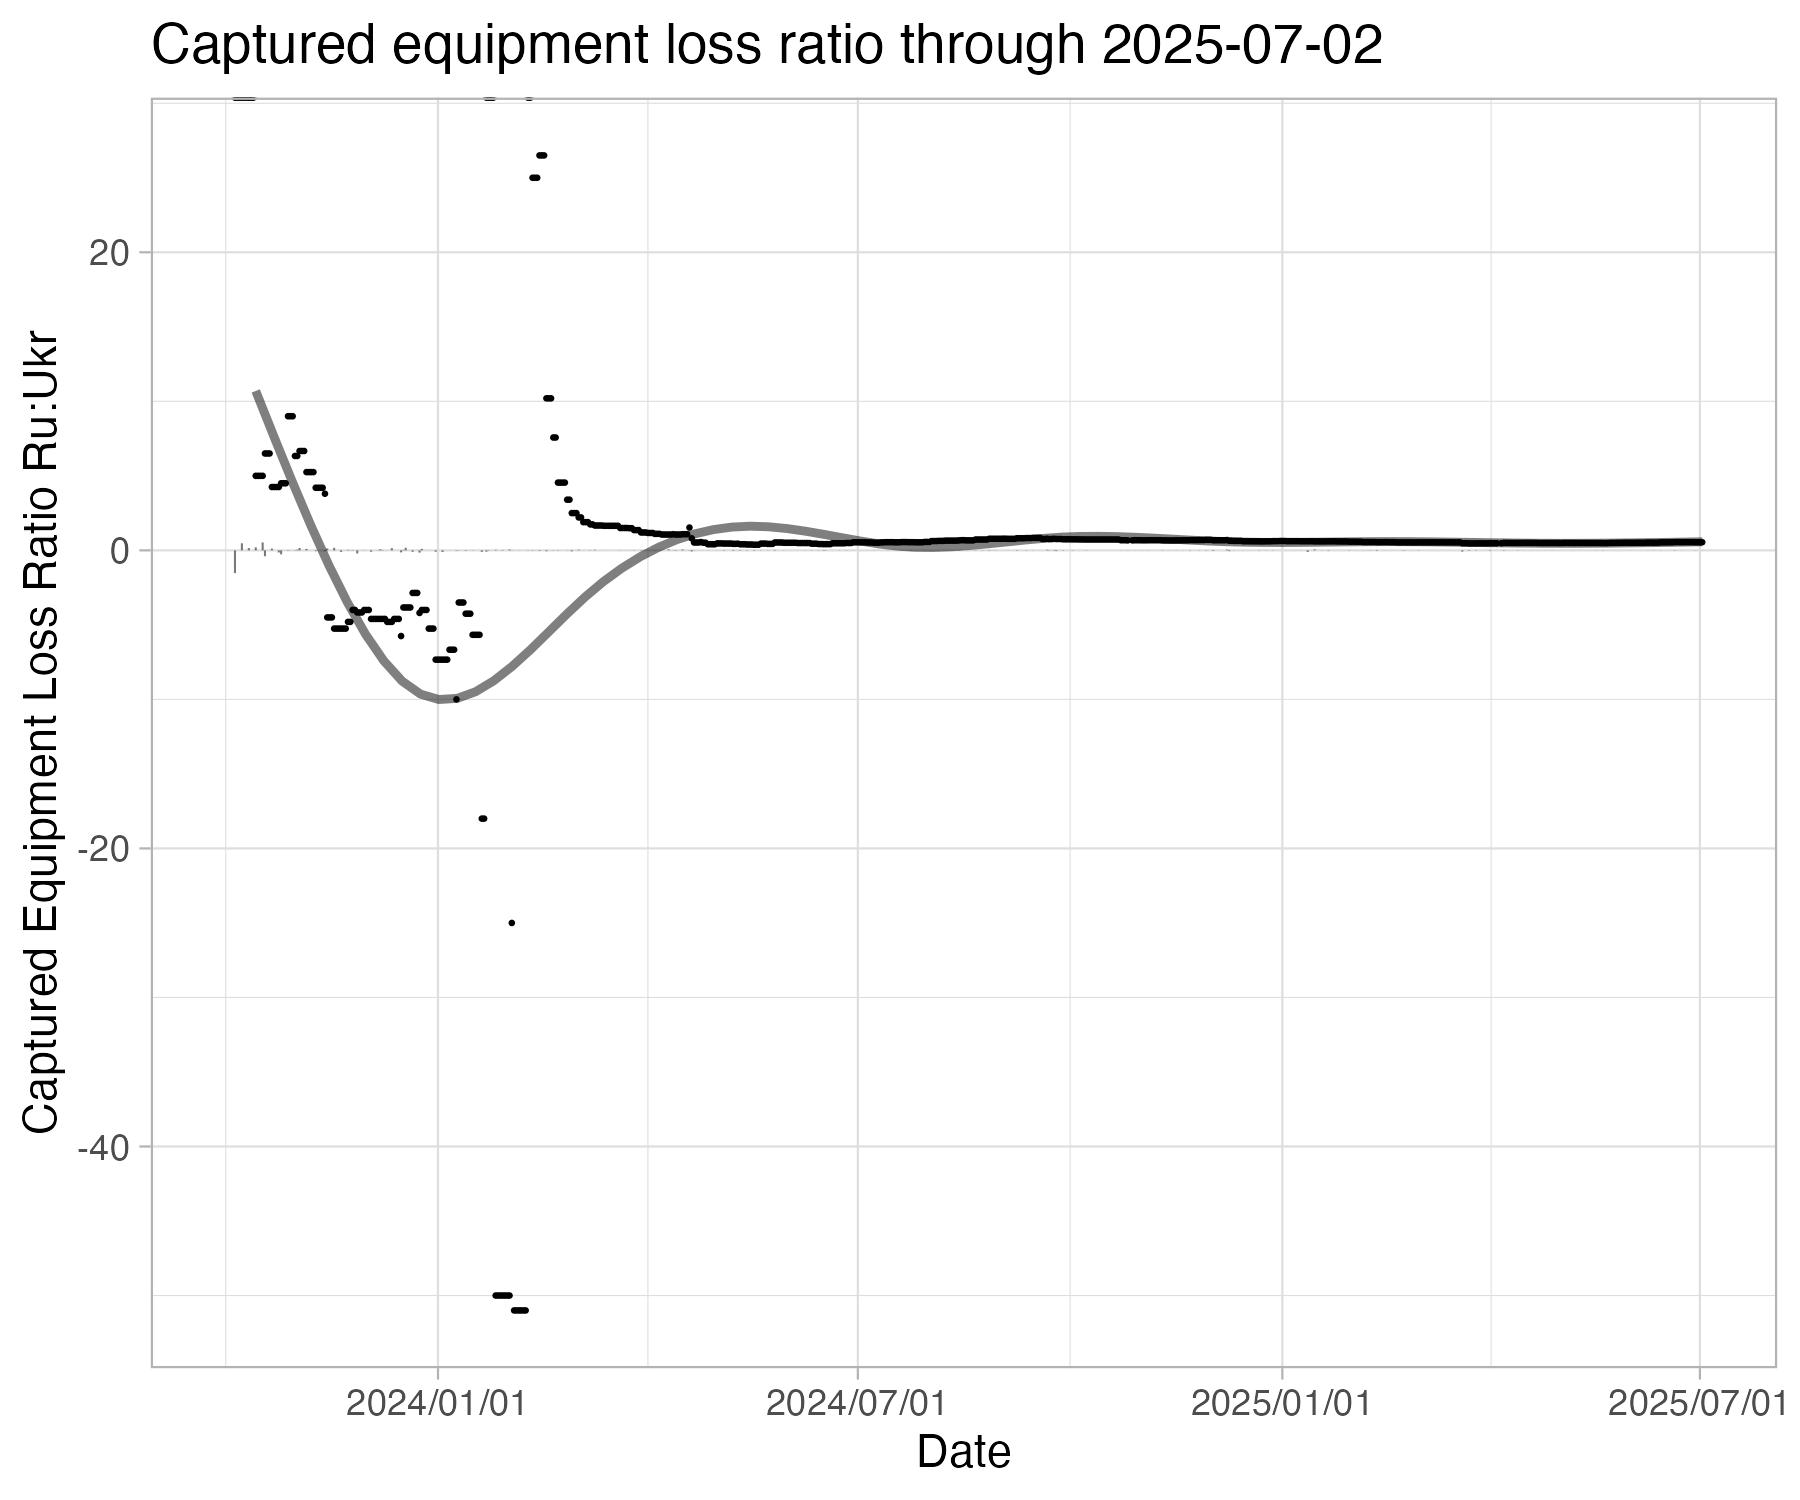 Captured equipment loss ratio through 2025-07-02
Captured Equipment Loss Ratio Ru:Ukr
20
0
-20
-40
2024/01/01
2024/07/01
2025/01/01
2025/07/01
Date